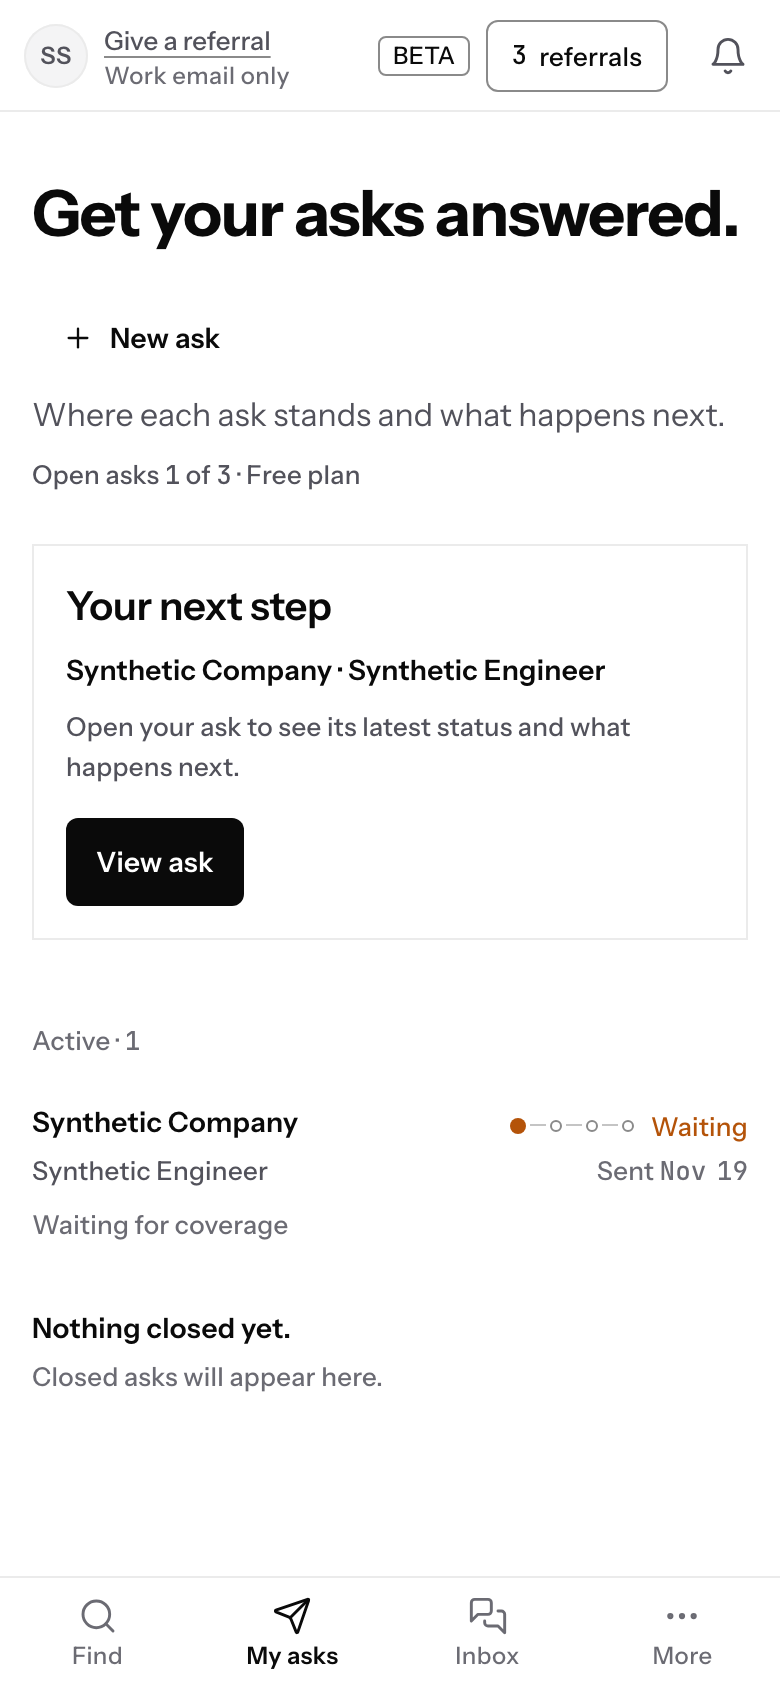 SS
Give a referral
Work email only
BETA
3 referrals
Get your asks answered.
New ask
Where each ask stands and what happens next.
Open asks 1 of 3 · Free plan
Your next step
Synthetic Company · Synthetic Engineer
Open your ask to see its latest status and what
happens next.
View ask
Active · 1
Synthetic Company
Waiting
Synthetic Engineer
Sent Nov 19
Waiting for coverage
Nothing closed yet.
Closed asks will appear here.
Find
My asks
Inbox
More